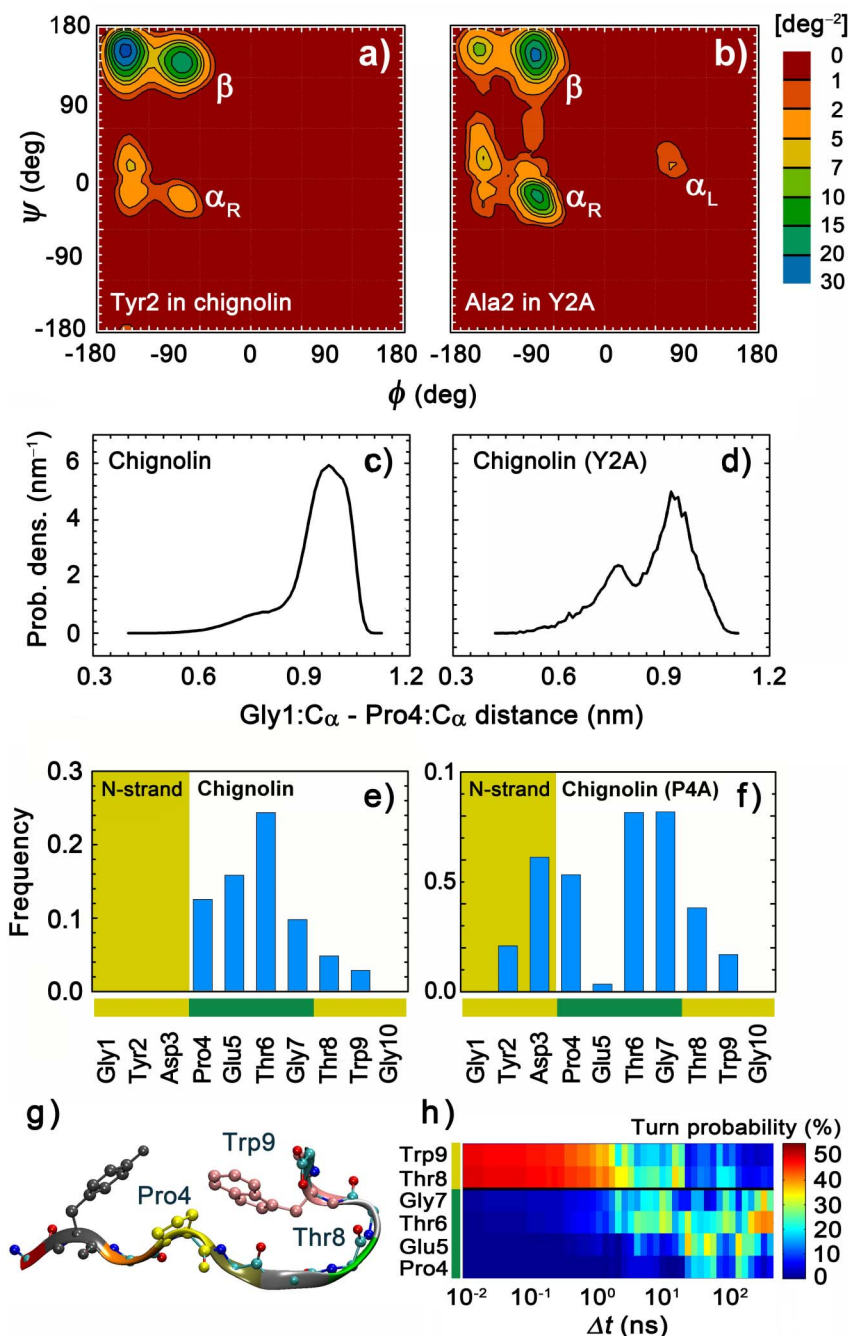 180
90
0
-90
-180
ψ (deg)
a)
β
αR
Tyr2 in chignolin
b)
β
αR
αL
Ala2 in Y2A
[deg⁻²]
0
1
2
5
7
10
15
20
30
-180 -90 0 90 180
-180 -90 0 90 180
ϕ (deg)
Prob. dens. (nm⁻¹)
6
4
2
0
Chignolin
c)
Chignolin (Y2A)
d)
0.3 0.6 0.9 1.2
0.3 0.6 0.9 1.2
Gly1:Cα - Pro4:Cα distance (nm)
Frequency
0.3
0.2
0.1
0.0
N-strand
Chignolin
e)
0.1
0.5
0.0
N-strand
Chignolin (P4A)
f)
Gly1
Tyr2
Asp3
Pro4
Glu5
Thr6
Gly7
Thr8
Trp9
Gly10
Gly1
Tyr2
Asp3
Pro4
Glu5
Thr6
Gly7
Thr8
Trp9
Gly10
g)
Trp9
Pro4
Thr8
h)
Turn probability (%)
Trp9
Thr8
Gly7
Thr6
Glu5
Pro4
50
40
30
20
10
0
10⁻² 10⁻¹ 10⁰ 10¹ 10²
Δt (ns)